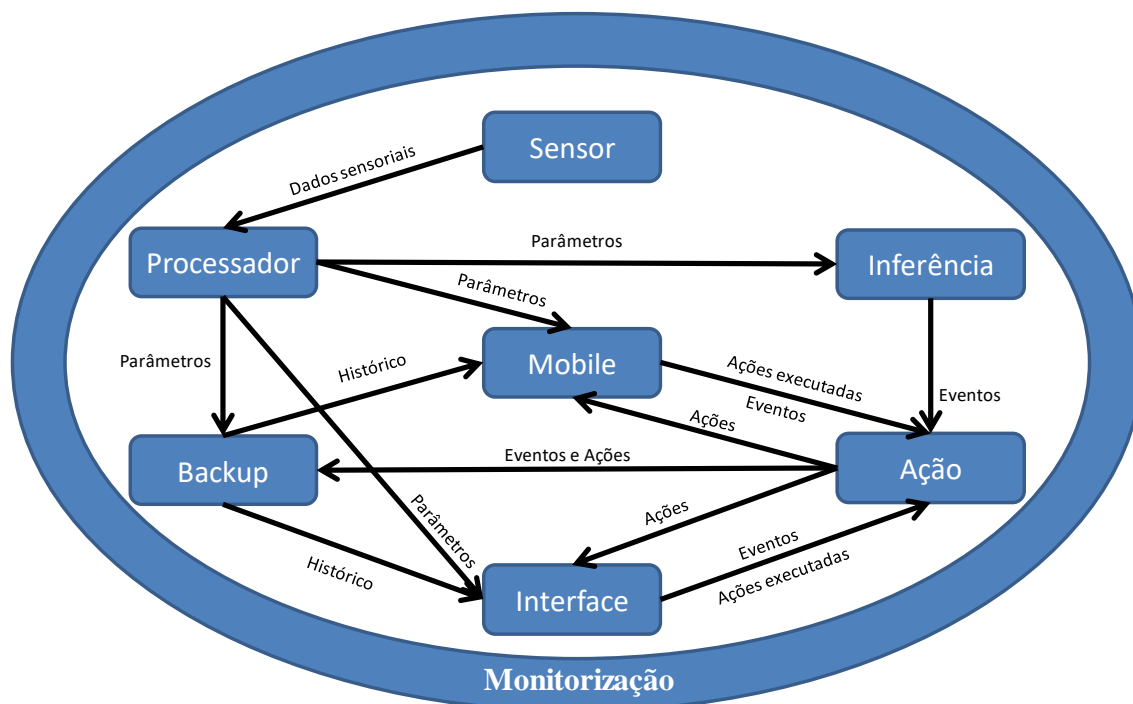 Sensor
Dados sensoriais
Processador
Parâmetros
Inferência
Parâmetros
Parâmetros
Histórico
Mobile
Ações executadas
Eventos
Eventos
Ações
Backup
Eventos e Ações
Ação
Parâmetros
Ações
Eventos
Ações executadas
Histórico
Interface
Monitorização